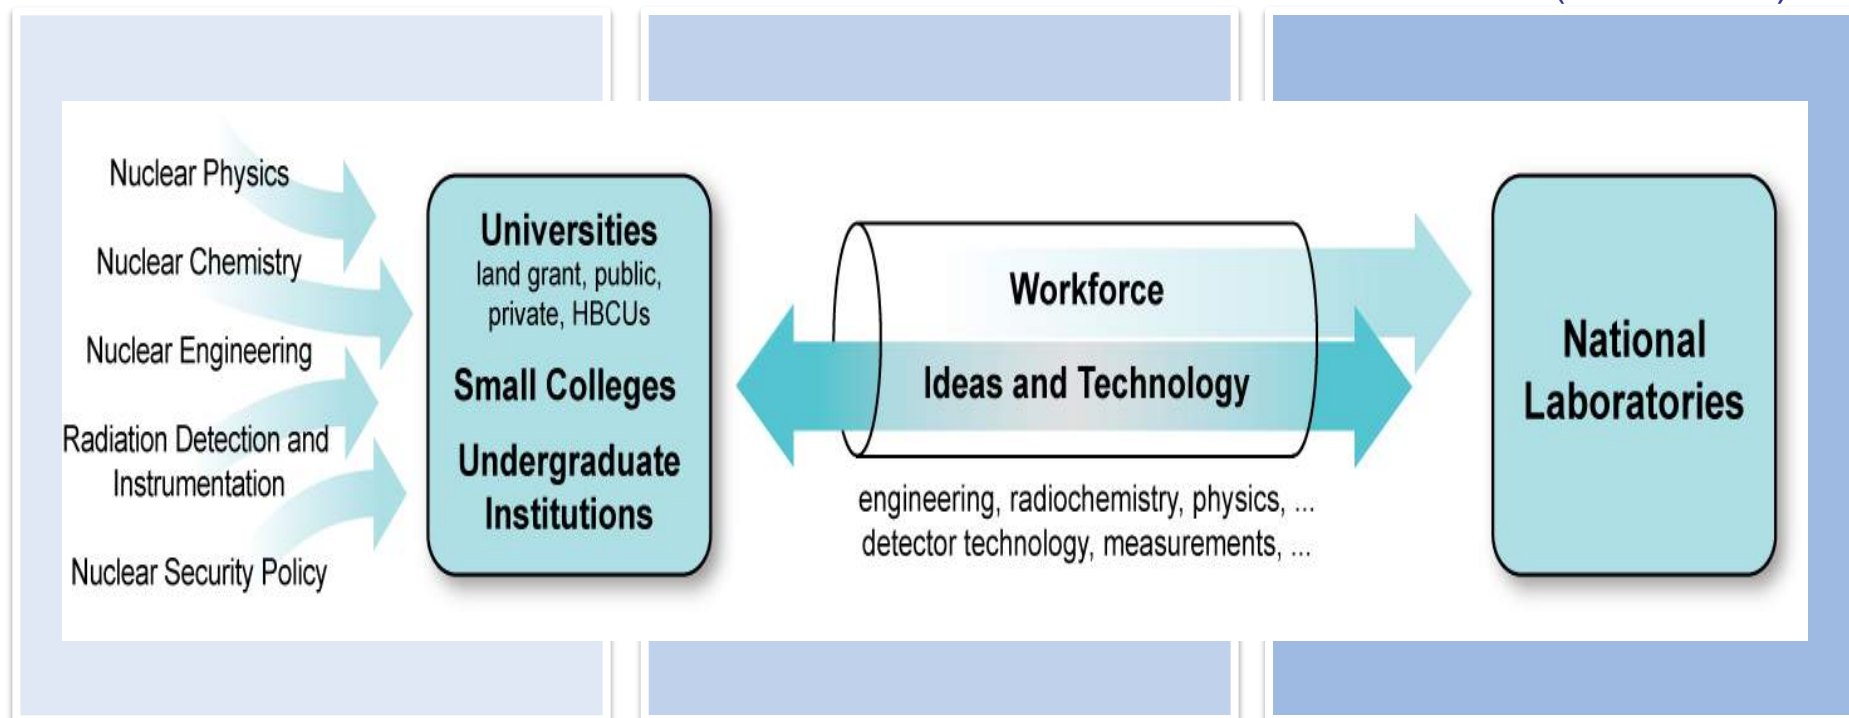 Nuclear Physics
Nuclear Chemistry
Nuclear Engineering
Radiation Detection and
Instrumentation
Nuclear Security Policy
Universities
land grant, public,
private, HBCUs
Small Colleges
Undergraduate
Institutions
Workforce
Ideas and Technology
engineering, radiochemistry, physics, ...
detector technology, measurements, ...
National
Laboratories